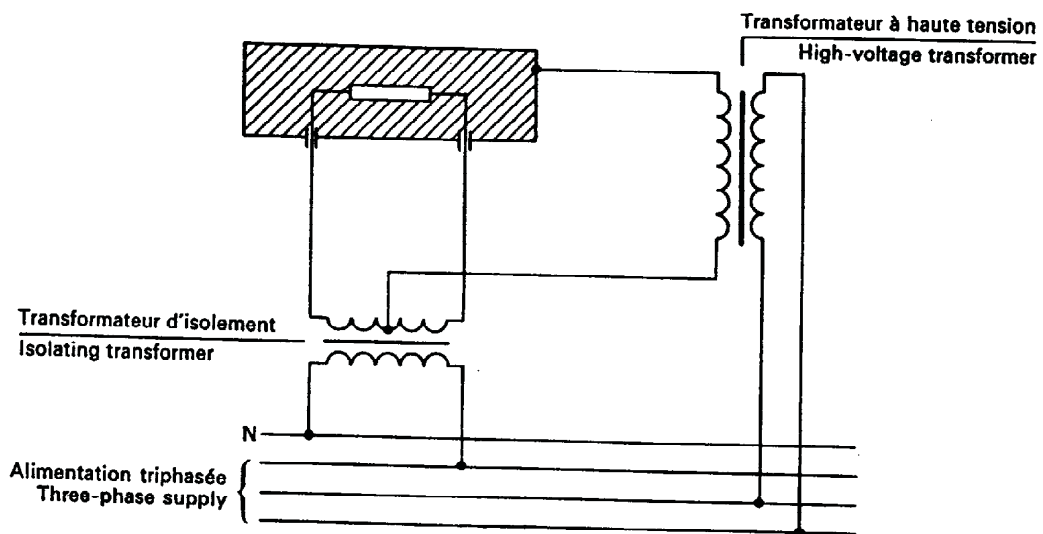 Transformateur à haute tension
High-voltage transformer
Transformateur d'isolement
Isolating transformer
N
Alimentation triphasée
Three-phase supply